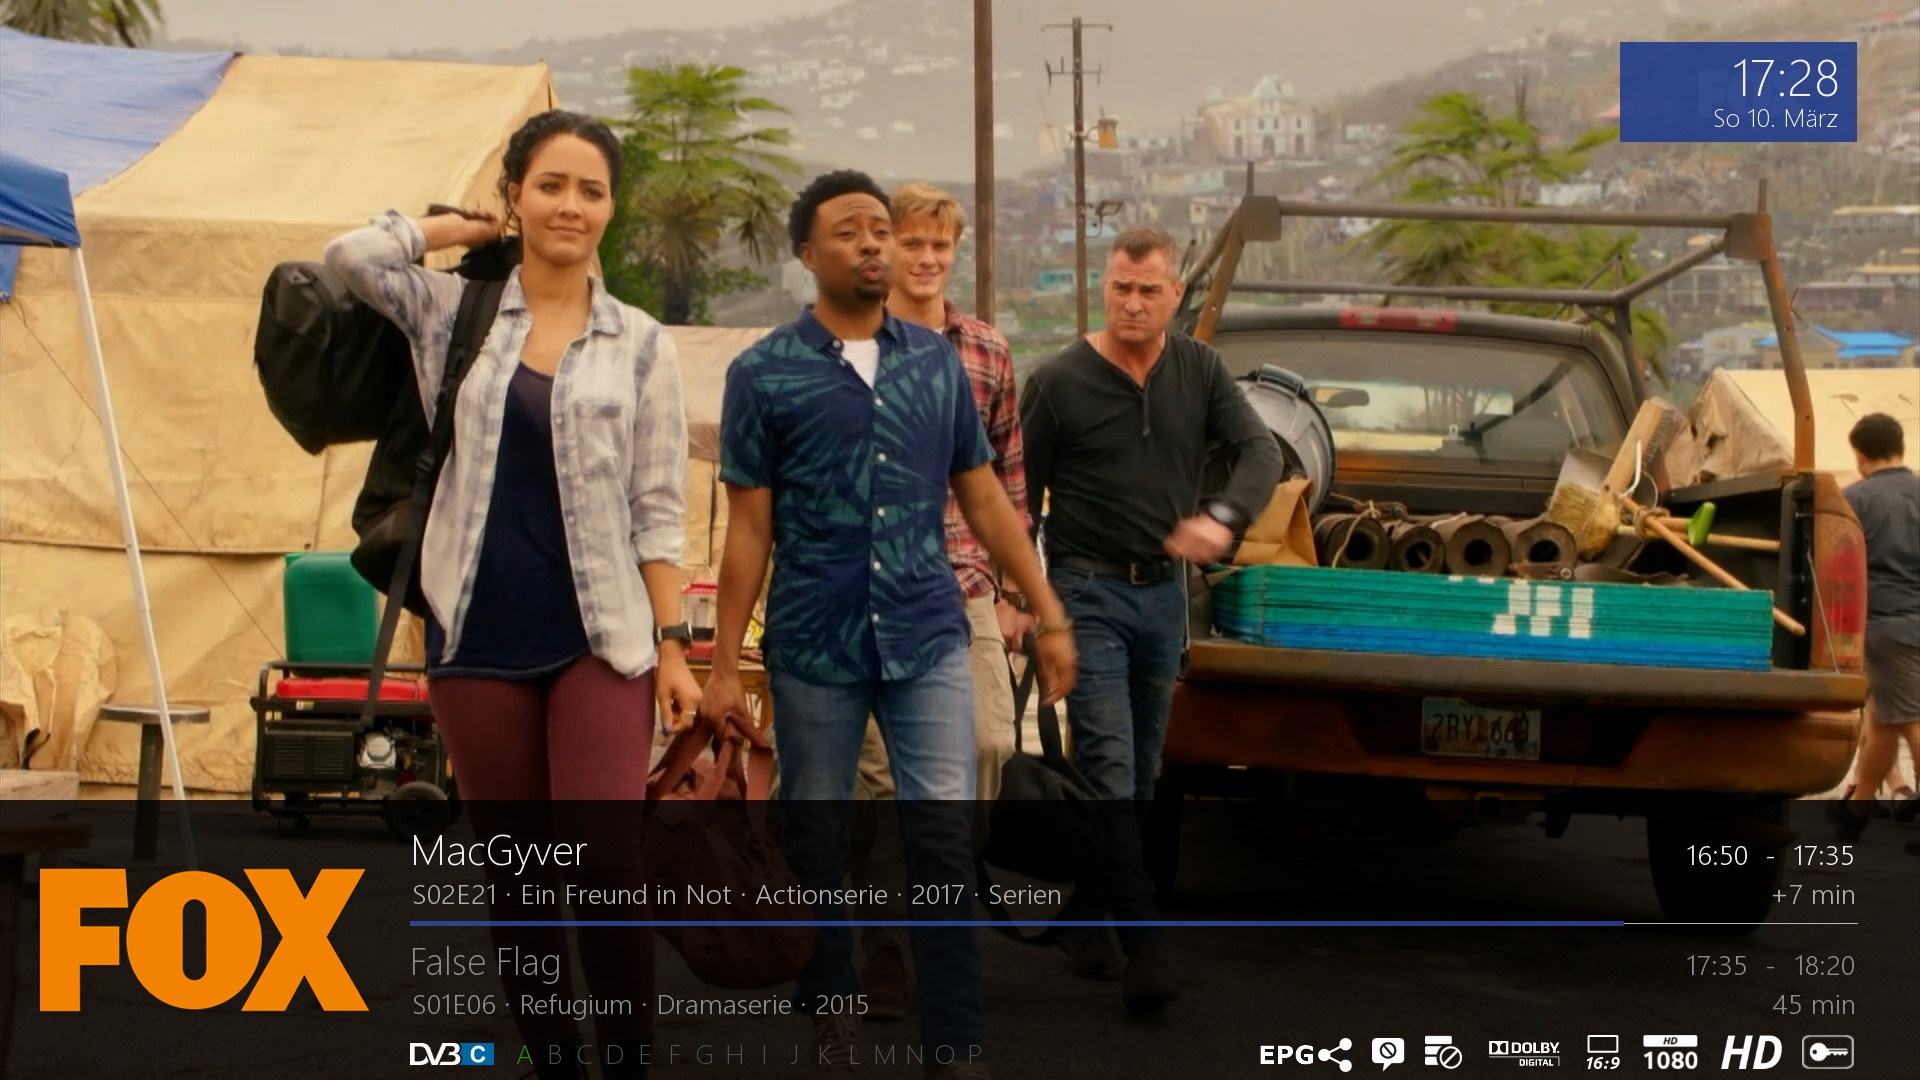 17:28
So 10. März
FOX
MacGyver
16:50 - 17:35
S02E21 · Ein Freund in Not · Actionserie · 2017 · Serien
+7 min
False Flag
17:35 - 18:20
S01E06 · Refugium · Dramaserie · 2015
45 min
DVB C A B C D E F G H I J K L M N O P
EPG DOLBY DIGITAL 16:9 HD 1080 HD